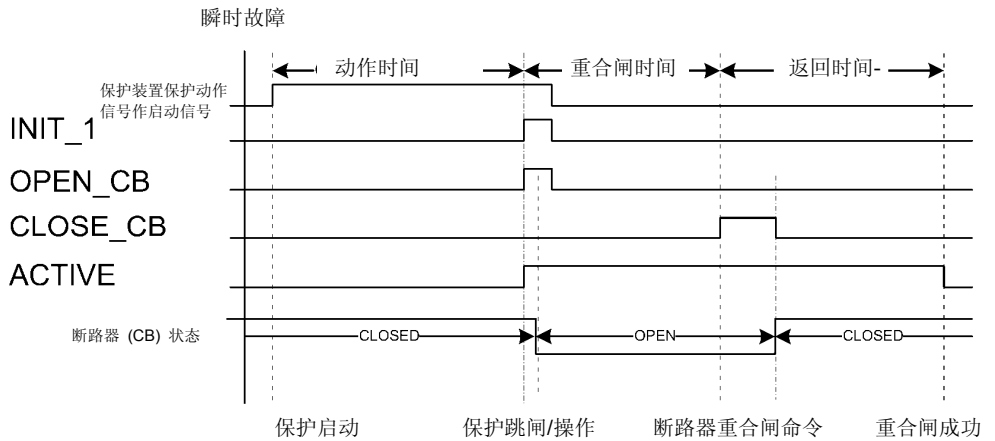 瞬时故障
动作时间
重合闸时间
返回时间-
保护装置保护动作
信号作启动信号
INIT_1
OPEN_CB
CLOSE_CB
ACTIVE
断路器 (CB) 状态
CLOSED
OPEN
CLOSED
保护启动
保护跳闸/操作
断路器重合闸命令
重合闸成功